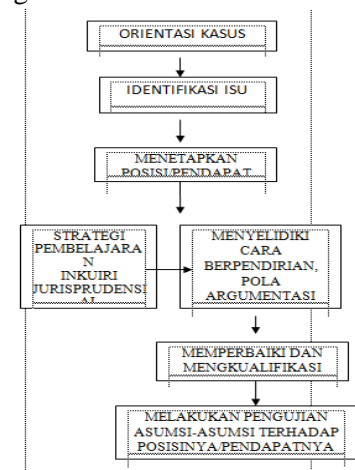 ORIENTASI KASUS
IDENTIFIKASI ISU
MENETAPKAN
POSISI/PENDAPAT
STRATEGI
PEMBELAJARA
N
INKUIRI
JURISPRUDENSI
AL
MENYELIDIKI
CARA
BERPENDIRIAN,
POLA
ARGUMENTASI
MEMPERBAIKI DAN
MENGKUALIFIKASI
MELAKUKAN PENGUJIAN
ASUMSI-ASUMSI TERHADAP
POSISINYA/PENDAPATNYA